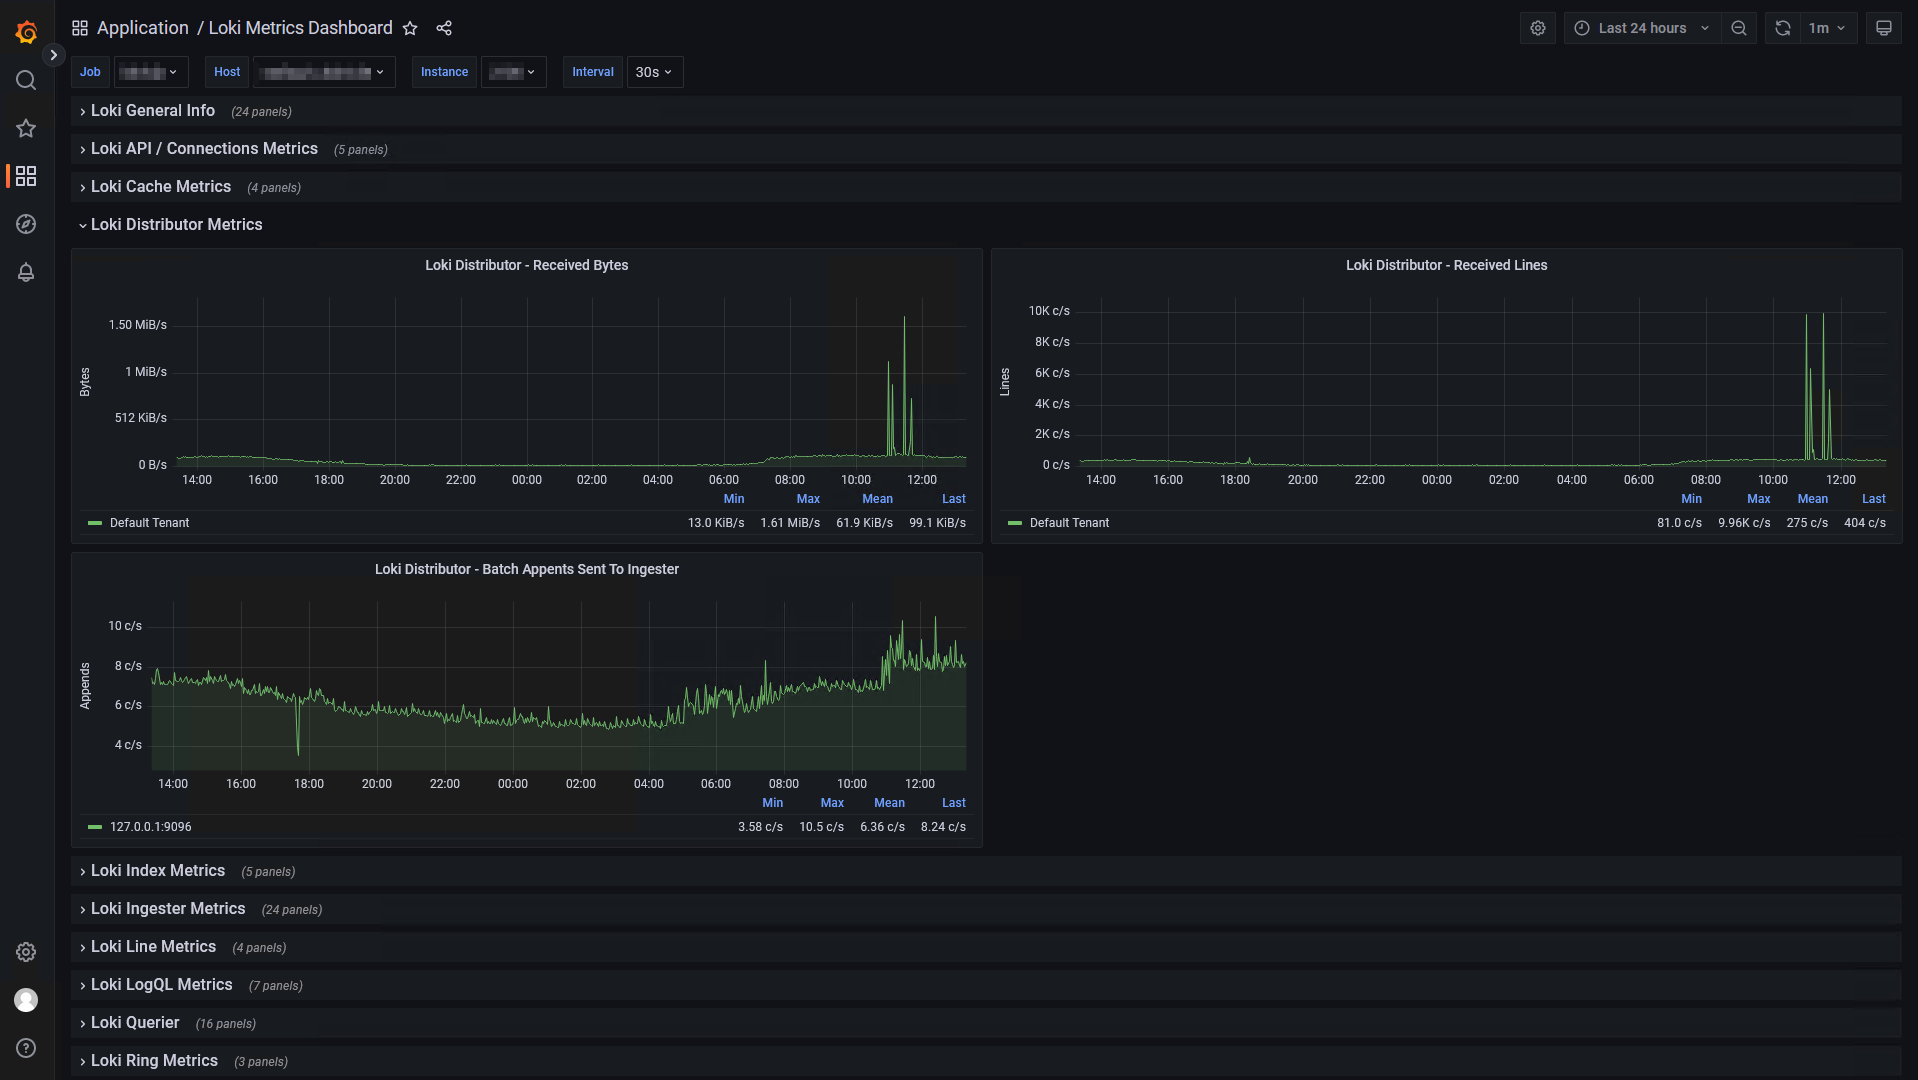 Application / Loki Metrics Dashboard
Last 24 hours
1m
Job
Host
Instance
Interval 30s
Loki General Info (24 panels)
Loki API / Connections Metrics (5 panels)
Loki Cache Metrics (4 panels)
Loki Distributor Metrics
Loki Distributor - Received Bytes
Bytes
1.50 MiB/s
1 MiB/s
512 KiB/s
0 B/s
14:00 16:00 18:00 20:00 22:00 00:00 02:00 04:00 06:00 08:00 10:00 12:00
Min Max Mean Last
Default Tenant 13.0 KiB/s 1.61 MiB/s 61.9 KiB/s 99.1 KiB/s
Loki Distributor - Received Lines
Lines
10K c/s
8K c/s
6K c/s
4K c/s
2K c/s
0 c/s
14:00 16:00 18:00 20:00 22:00 00:00 02:00 04:00 06:00 08:00 10:00 12:00
Min Max Mean Last
Default Tenant 81.0 c/s 9.96K c/s 275 c/s 404 c/s
Loki Distributor - Batch Appents Sent To Ingester
Appends
10 c/s
8 c/s
6 c/s
4 c/s
14:00 16:00 18:00 20:00 22:00 00:00 02:00 04:00 06:00 08:00 10:00 12:00
Min Max Mean Last
127.0.0.1:9096 3.58 c/s 10.5 c/s 6.36 c/s 8.24 c/s
Loki Index Metrics (5 panels)
Loki Ingester Metrics (24 panels)
Loki Line Metrics (4 panels)
Loki LogQL Metrics (7 panels)
Loki Querier (16 panels)
Loki Ring Metrics (3 panels)